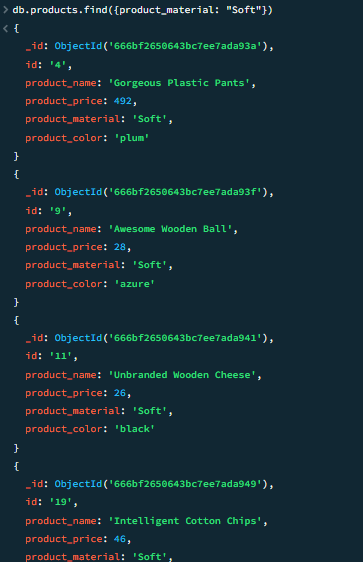 > db.products.find({product_material: "Soft"})
< {
_id: ObjectId('666bf2650643bc7ee7ada93a'),
id: '4',
product_name: 'Gorgeous Plastic Pants',
product_price: 492,
product_material: 'Soft',
product_color: 'plum'
}
{
_id: ObjectId('666bf2650643bc7ee7ada93f'),
id: '9',
product_name: 'Awesome Wooden Ball',
product_price: 28,
product_material: 'Soft',
product_color: 'azure'
}
{
_id: ObjectId('666bf2650643bc7ee7ada941'),
id: '11',
product_name: 'Unbranded Wooden Cheese',
product_price: 26,
product_material: 'Soft',
product_color: 'black'
}
{
_id: ObjectId('666bf2650643bc7ee7ada949'),
id: '19',
product_name: 'Intelligent Cotton Chips',
product_price: 46,
product_material: 'Soft',